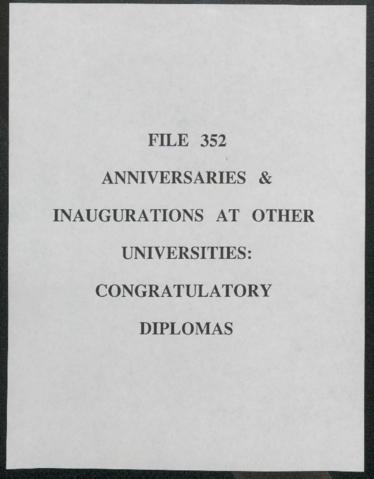 FILE 352
ANNIVERSARIES &
INAUGURATIONS AT OTHER
UNIVERSITIES:
CONGRATULATORY
DIPLOMAS